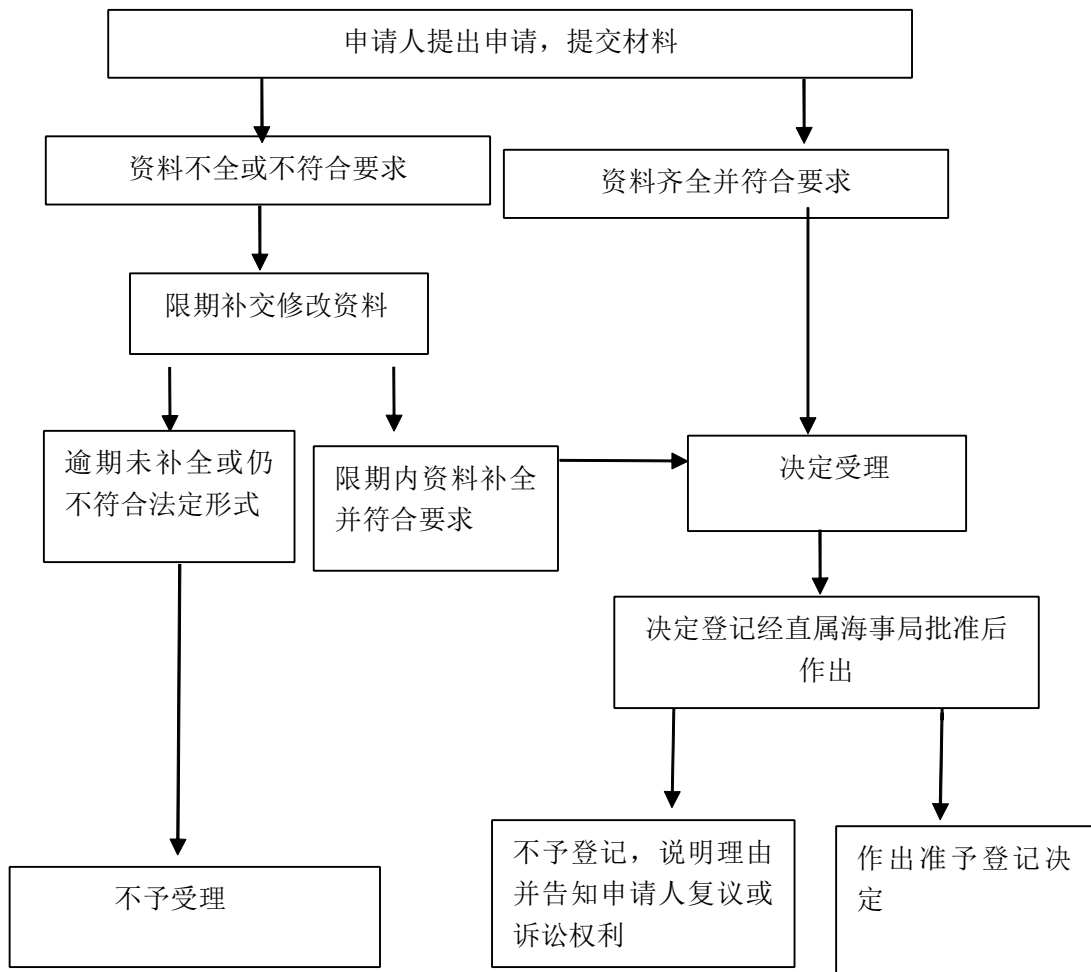 申请人提出申请，提交材料
资料不全或不符合要求
资料齐全并符合要求
限期补交修改资料
逾期未补全或仍
不符合法定形式
限期内资料补全
并符合要求
决定受理
决定登记经直属海事局批准后
作出
不予受理
不予登记，说明理由
并告知申请人复议或
诉讼权利
作出准予登记决
定